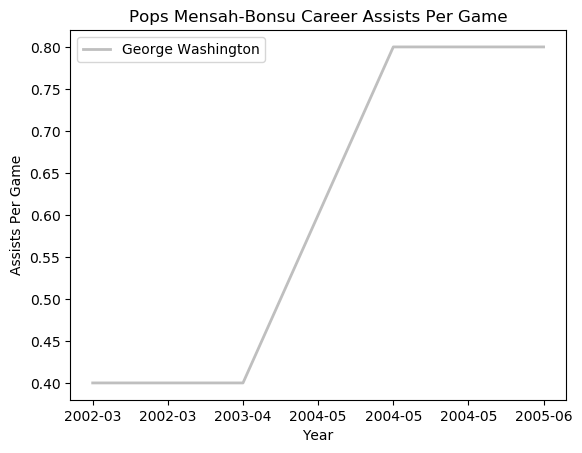 Pops Mensah-Bonsu Career Assists Per Game
George Washington
0.80
0.75
0.70
0.65
0.60
0.55
0.50
0.45
0.40
Assists Per Game
2002-03 2002-03 2003-04 2004-05 2004-05 2004-05 2005-06
Year